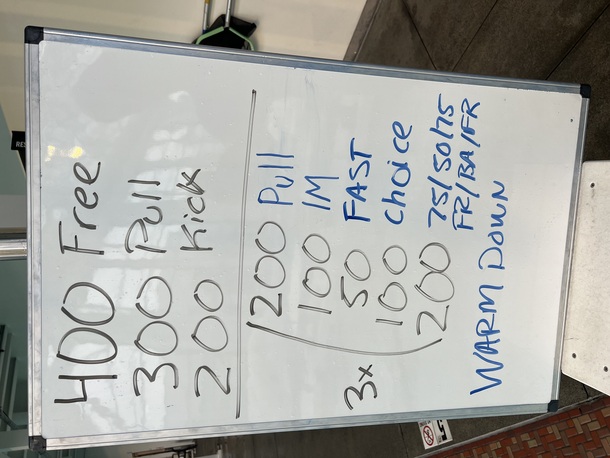 400 Free
300 Pull
200 Kick
200 Pull
100 IM
3x 50 FAST
100 choice
200 75/50/75
FR/BA/FR
WARM DOWN